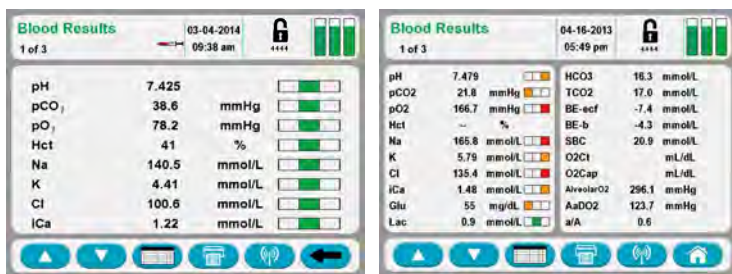 Blood Results
1 of 3
03-04-2014
09:38 am
4444
pH 7.425
pCO2 38.6 mmHg
pO2 78.2 mmHg
Hct 41 %
Na 140.5 mmol/L
K 4.41 mmol/L
Cl 100.6 mmol/L
iCa 1.22 mmol/L
Blood Results
1 of 3
04-16-2013
05:49 pm
4444
pH 7.479
pCO2 21.8 mmHg
pO2 166.7 mmHg
Hct -- %
Na 165.8 mmol/L
K 5.79 mmol/L
Cl 135.4 mmol/L
iCa 1.48 mmol/L
Glu 55 mg/dL
Lac 0.9 mmol/L
HCO3 16.3 mmol/L
TCO2 17.0 mmol/L
BE-ecf -7.4 mmol/L
BE-b -4.3 mmol/L
SBC 20.9 mmol/L
O2Ct mL/dL
O2Cap mL/dL
AlveolarO2 296.1 mmHg
AaDO2 123.7 mmHg
a/A 0.6